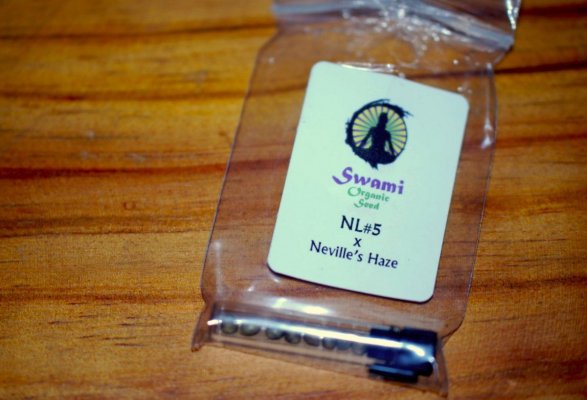 Swami
Organic
Seed
NL#5
x
Neville's Haze